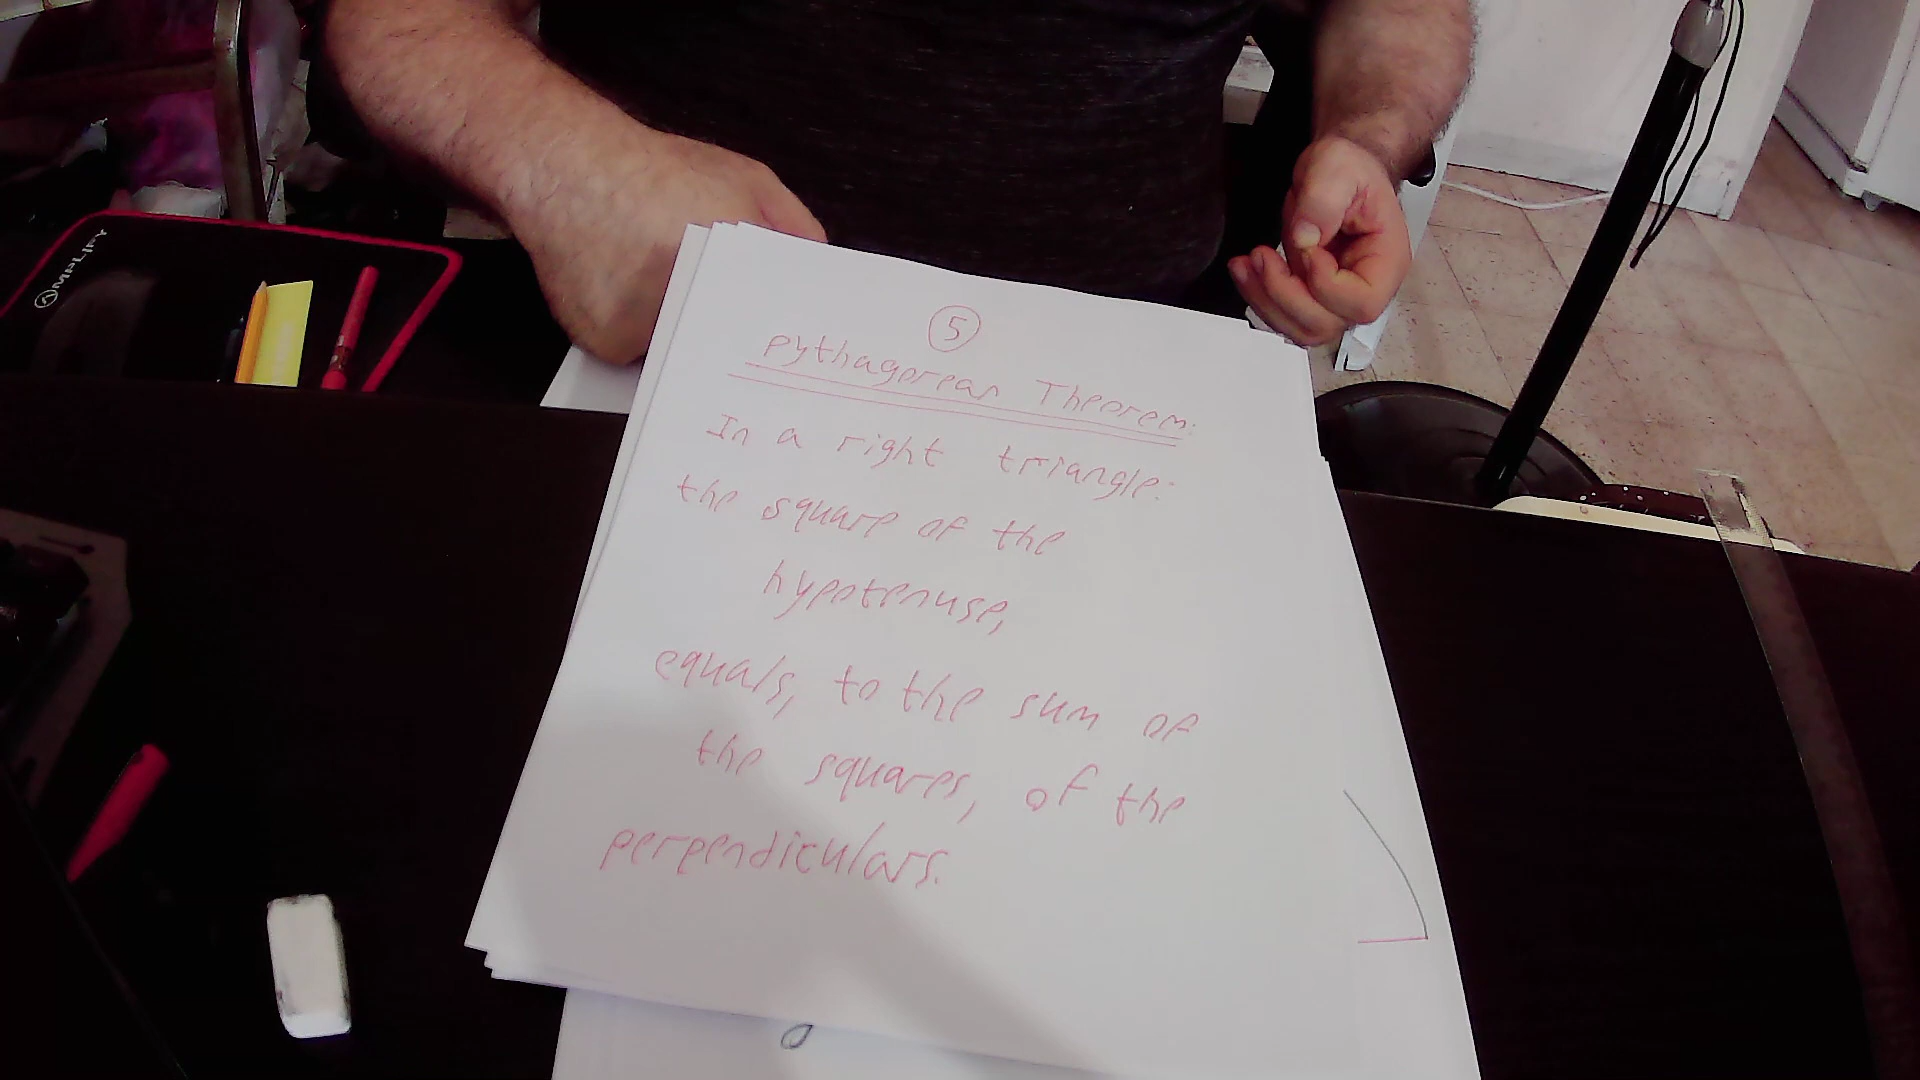 AMPLIFY
5
pythagorean Theorem:
In a right triangle:
the square of the
hypotenuse,
equals, to the sum of
the squares, of the
perpendiculars.